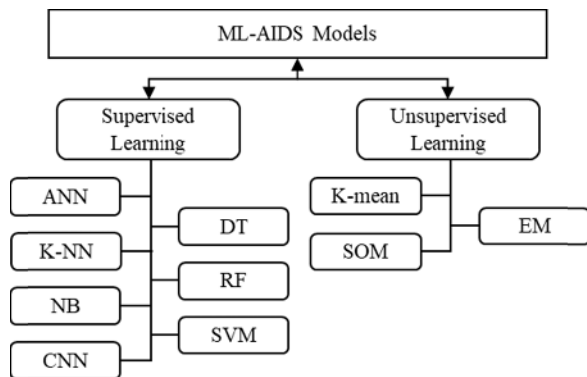 ML-AIDS Models
Supervised
Learning
Unsupervised
Learning
ANN
K-NN
NB
CNN
DT
RF
SVM
K-mean
SOM
EM